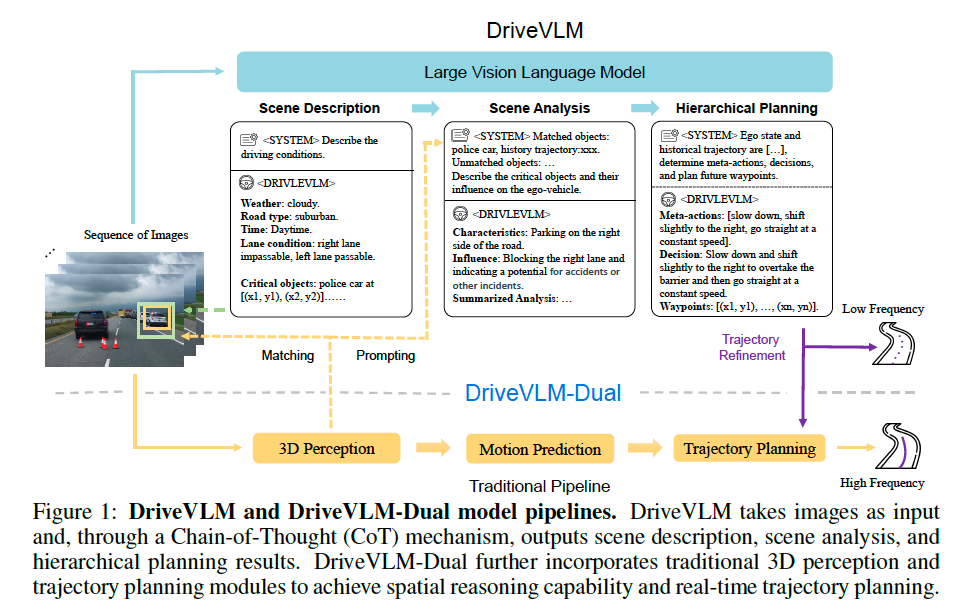 DriveVLM
Large Vision Language Model
Scene Description
Scene Analysis
Hierarchical Planning
<SYSTEM> Describe the
driving conditions.
<DRIVLEVLM>
Weather: cloudy.
Road type: suburban.
Time: Daytime.
Lane condition: right lane
impassable, left lane passable.
Critical objects: police car at
[(x1, y1), (x2, y2)]……
<SYSTEM> Matched objects:
police car, history trajectory:xxx.
Unmatched objects: …
Describe the critical objects and their
influence on the ego-vehicle.
<DRIVLEVLM>
Characteristics: Parking on the right
side of the road.
Influence: Blocking the right lane and
indicating a potential for accidents or
other incidents.
Summarized Analysis: …
<SYSTEM> Ego state and
historical trajectory are […],
determine meta-actions, decisions,
and plan future waypoints.
<DRIVLEVLM>
Meta-actions: [slow down, shift
slightly to the right, go straight at a
constant speed].
Decision: Slow down and shift
slightly to the right to overtake the
barrier and then go straight at a
constant speed.
Waypoints: [(x1, y1), …, (xn, yn)].
Sequence of Images
Matching
Prompting
Trajectory
Refinement
Low Frequency
DriveVLM-Dual
3D Perception
Motion Prediction
Trajectory Planning
Traditional Pipeline
High Frequency
Figure 1: DriveVLM and DriveVLM-Dual model pipelines. DriveVLM takes images as input
and, through a Chain-of-Thought (CoT) mechanism, outputs scene description, scene analysis, and
hierarchical planning results. DriveVLM-Dual further incorporates traditional 3D perception and
trajectory planning modules to achieve spatial reasoning capability and real-time trajectory planning.